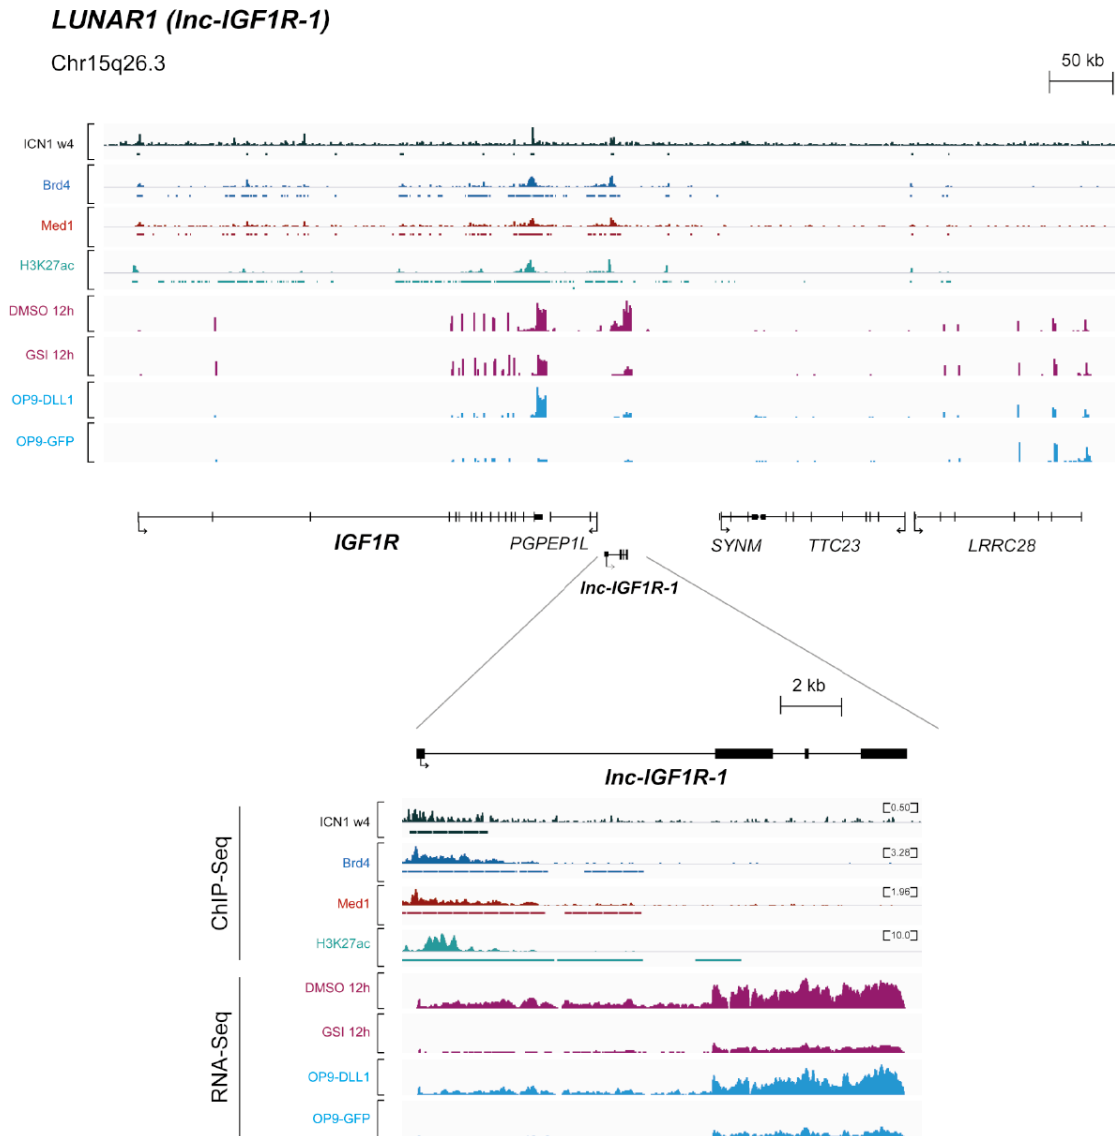 LUNAR1 (lnc-IGF1R-1)
Chr15q26.3
50 kb
ICN1 w4
Brd4
Med1
H3K27ac
DMSO 12h
GSI 12h
OP9-DLL1
OP9-GFP
IGF1R
PGPEP1L
SYNM
TTC23
LRRC28
lnc-IGF1R-1
2 kb
lnc-IGF1R-1
ChIP-Seq
ICN1 w4
[0.50]
Brd4
[3.28]
Med1
[1.96]
H3K27ac
[10.0]
RNA-Seq
DMSO 12h
GSI 12h
OP9-DLL1
OP9-GFP